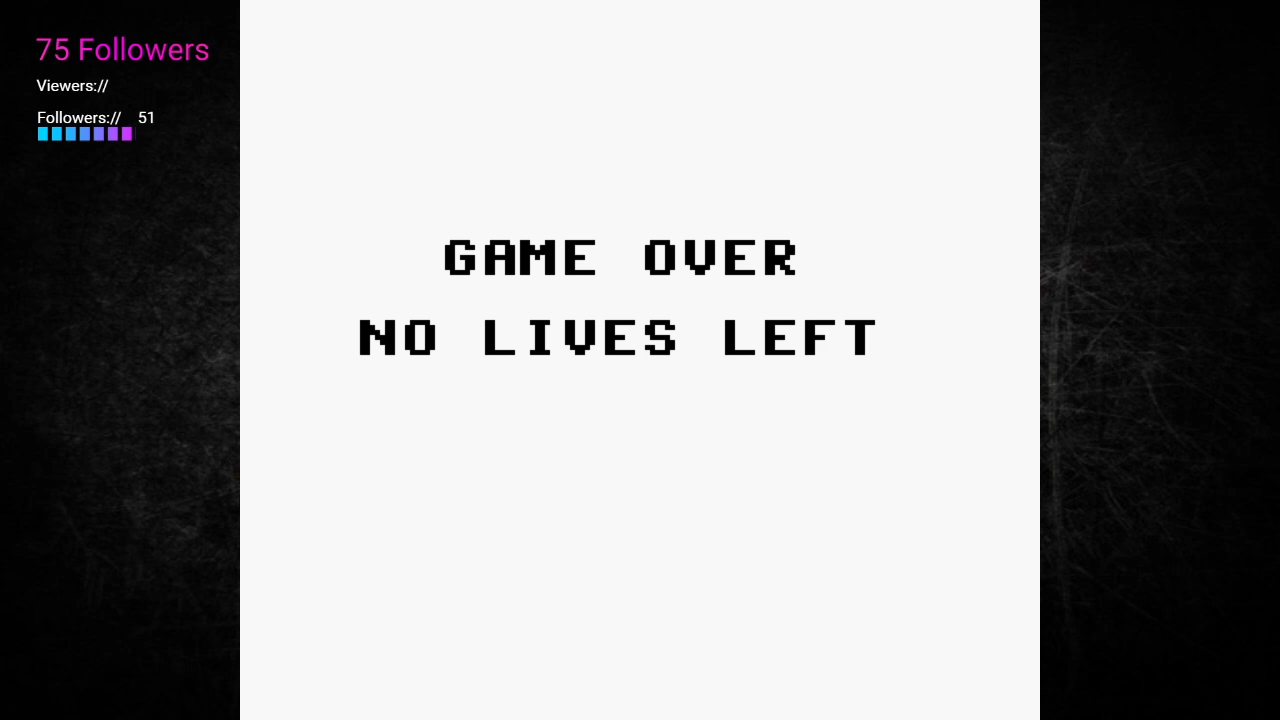 75 Followers
Viewers://
Followers:// 51
GAME OVER
NO LIVES LEFT